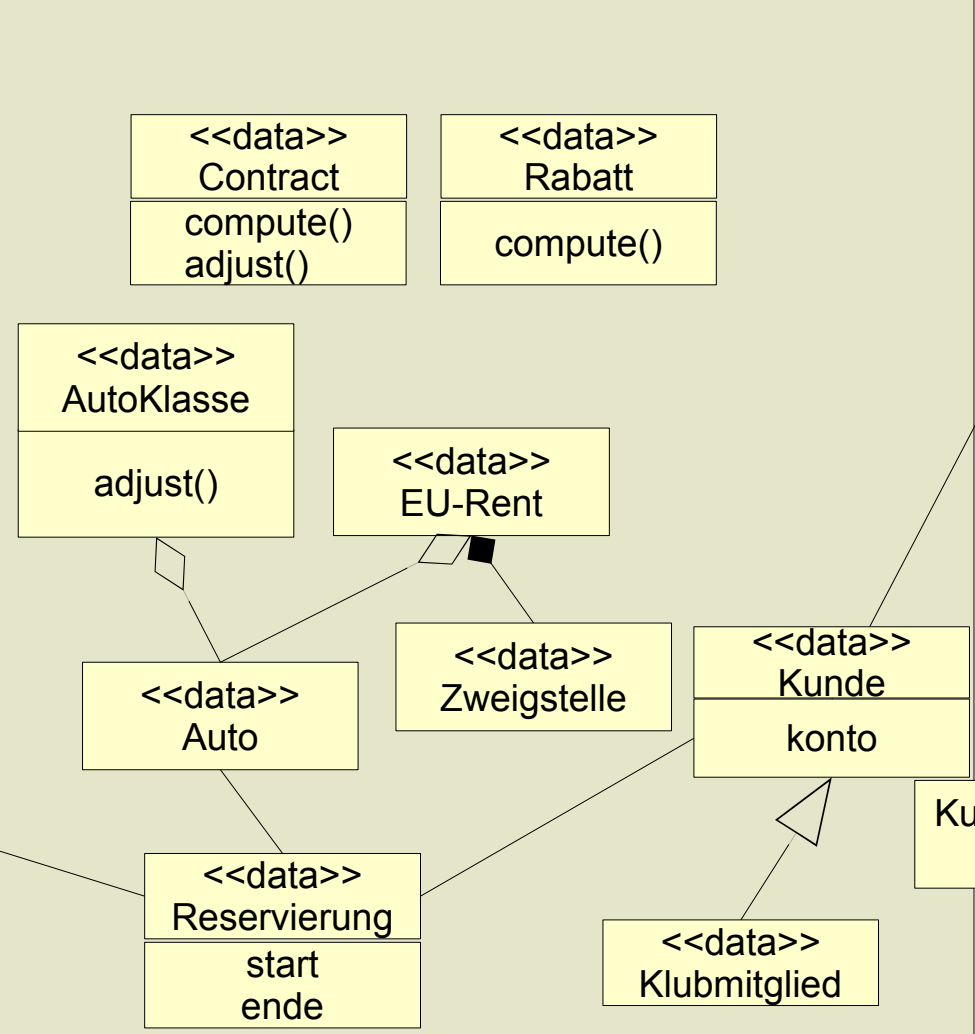 <<data>>
Contract
compute()
adjust()
<<data>>
Rabatt
compute()
<<data>>
AutoKlasse
adjust()
<<data>>
EU-Rent
<<data>>
Zweigstelle
<<data>>
Kunde
konto
<<data>>
Auto
Ku
<<data>>
Reservierung
start
ende
<<data>>
Klubmitglied